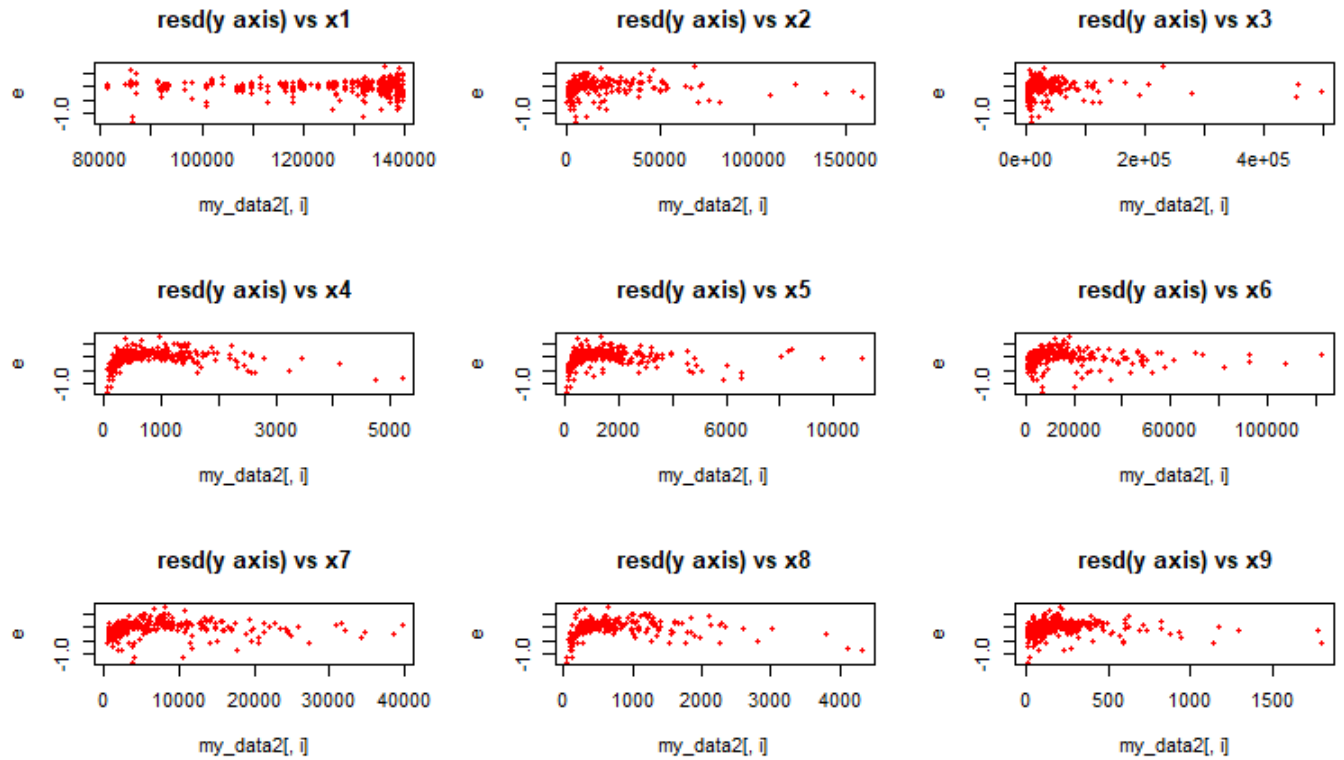 resd(y axis) vs x1 resd(y axis) vs x2 resd(y axis) vs x3
e e e
-1.0 -1.0 -1.0
80000 100000 120000 140000 0 50000 100000 150000 0e+00 2e+05 4e+05
my_data2[, i] my_data2[, i] my_data2[, i]
resd(y axis) vs x4 resd(y axis) vs x5 resd(y axis) vs x6
e e e
-1.0 -1.0 -1.0
0 1000 3000 5000 0 2000 6000 10000 0 20000 60000 100000
my_data2[, i] my_data2[, i] my_data2[, i]
resd(y axis) vs x7 resd(y axis) vs x8 resd(y axis) vs x9
e e e
-1.0 -1.0 -1.0
0 10000 20000 30000 40000 0 1000 2000 3000 4000 0 500 1000 1500
my_data2[, i] my_data2[, i] my_data2[, i]